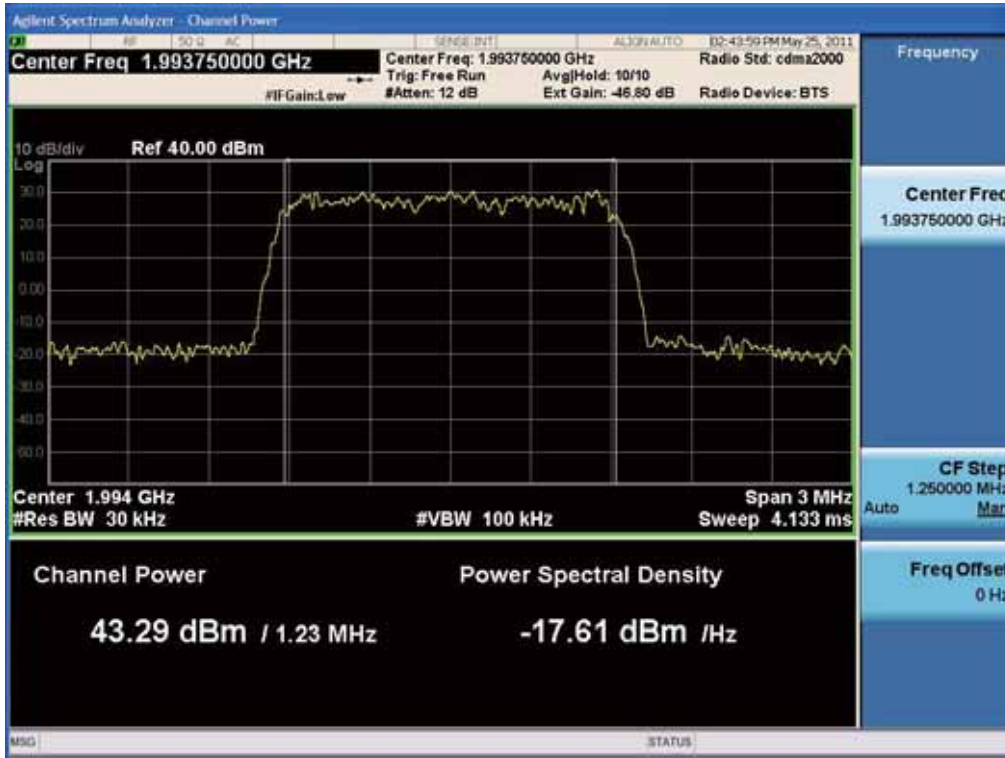 Agilent Spectrum Analyzer - Channel Power
RF 50 Ω AC SENSE:INT ALIGNAUTO 02:43:59 PM May 25, 2011
Center Freq 1.993750000 GHz
Center Freq: 1.993750000 GHz Radio Std: cdma2000
Trig: Free Run Avg|Hold: 10/10
#IFGain:Low #Atten: 12 dB Ext Gain: -46.80 dB Radio Device: BTS
10 dB/div Ref 40.00 dBm
Log
30.0
20.0
10.0
0.00
-10.0
-20.0
-30.0
-40.0
Center 1.994 GHz Span 3 MHz
#Res BW 30 kHz #VBW 100 kHz Sweep 4.133 ms
Channel Power Power Spectral Density
43.29 dBm / 1.23 MHz -17.61 dBm /Hz
MSG STATUS
Frequency
Center Freq
1.993750000 GHz
CF Step
1.250000 MHz
Auto Man
Freq Offset
0 Hz